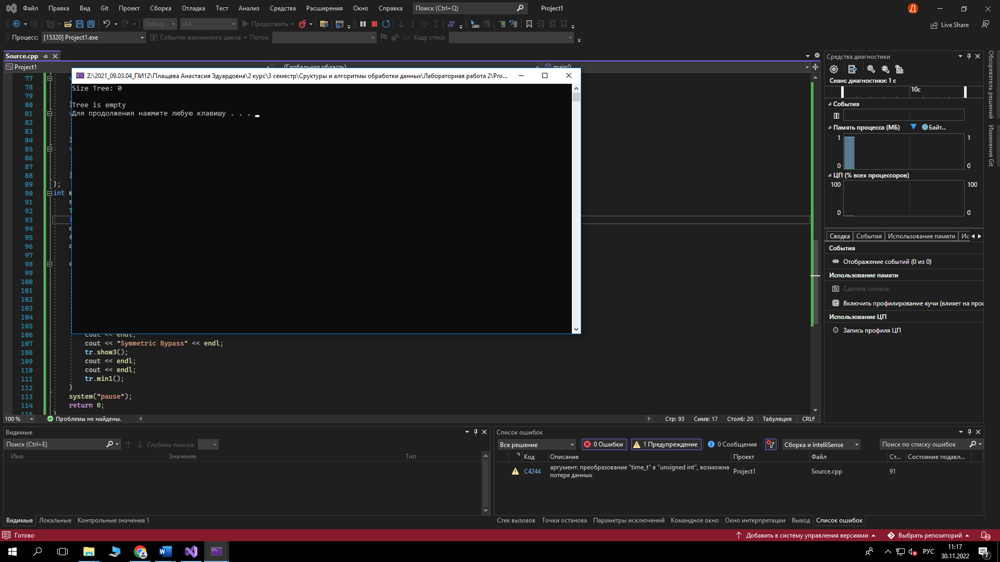 Файл Правка Вид Git Проект Сборка Отладка Тест Анализ Средства Расширения Окно Справка Поиск (Ctrl+Q) Project1 Д
Debug x64 Продолжить Live Share
Процесс: [15320] Project1.exe События жизненного цикла Поток: Кадр стека:
Source.cpp
Project1 (Глобальная область) main()
Z:\2021_09.03.04_ПИ12\Плащева Анастасия Эдуардовна\2 курс\3 семестр\Сруктуры и алгоритмы обработки данных\Лабораторная работа 2\Pro...
Size Tree: 0
Tree is empty
Для продолжения нажмите любую клавишу . . .
77 v
78
79
80 }
81 v
82
83
84 }
85 v
86
87
88 }
89 };
90 int m
91 s
92 T
93 i
94 c
95 f
96 c
97
98 e
99
100
101
102
103
104
105
106 cout << endl;
107 cout << "Symmetric Bypass" << endl;
108 tr.show3();
109 cout << endl;
110 cout << endl;
111 tr.min1();
112 }
113 system("pause");
114 return 0;
115 }
100 % Проблемы не найдены. Стр: 93 Симв: 17 Столб: 20 Табуляция CRLF
Средства диагностики
Сеанс диагностики: 1 с
10с
События
Память процесса (МБ) Байт...
1 1
0 0
ЦП (% всех процессоров)
100 100
0 0
Сводка События Использование памяти Ис
События
Отображение событий (0 из 0)
Использование памяти
Сделать снимок
Включить профилирование кучи (влияет на прои
Использование ЦП
Запись профиля ЦП
Обозреватель решений
Изменения Git
Видимые
Поиск (Ctrl+E) Глубина поиска:
Имя Значение Тип
Видимые Локальные Контрольные значения 1
Список ошибок
Все решение 0 Ошибки 1 Предупреждение 0 Сообщения Сборка и IntelliSense Поиск по списку ошибок
Код Описание Проект Файл Ст... Состояние подавл...
C4244 аргумент: преобразование "time_t" в "unsigned int", возможна Project1 Source.cpp 91
потеря данных
Стек вызовов Точки останова Параметры исключений Командное окно Окно интерпретации Вывод Список ошибок
Готово Добавить в систему управления версиями Выбрать репозиторий 2
РУС 11:17
30.11.2022 7